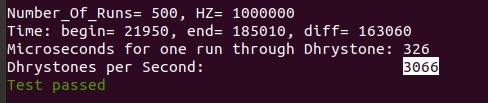 Number_Of_Runs= 500, HZ= 1000000
Time: begin= 21950, end= 185010, diff= 163060
Microseconds for one run through Dhrystone: 326
Dhrystones per Second: 3066
Test passed